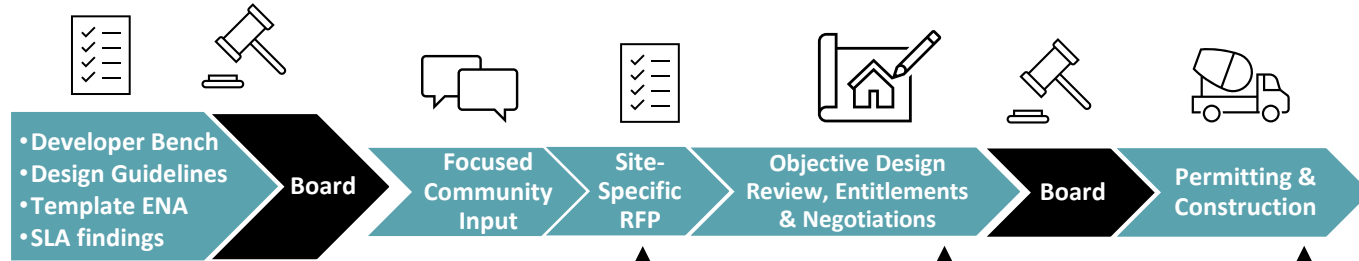 •Developer Bench
•Design Guidelines
•Template ENA
•SLA findings
Board
Focused
Community
Input
Site-
Specific
RFP
Objective Design
Review, Entitlements
& Negotiations
Board
Permitting &
Construction